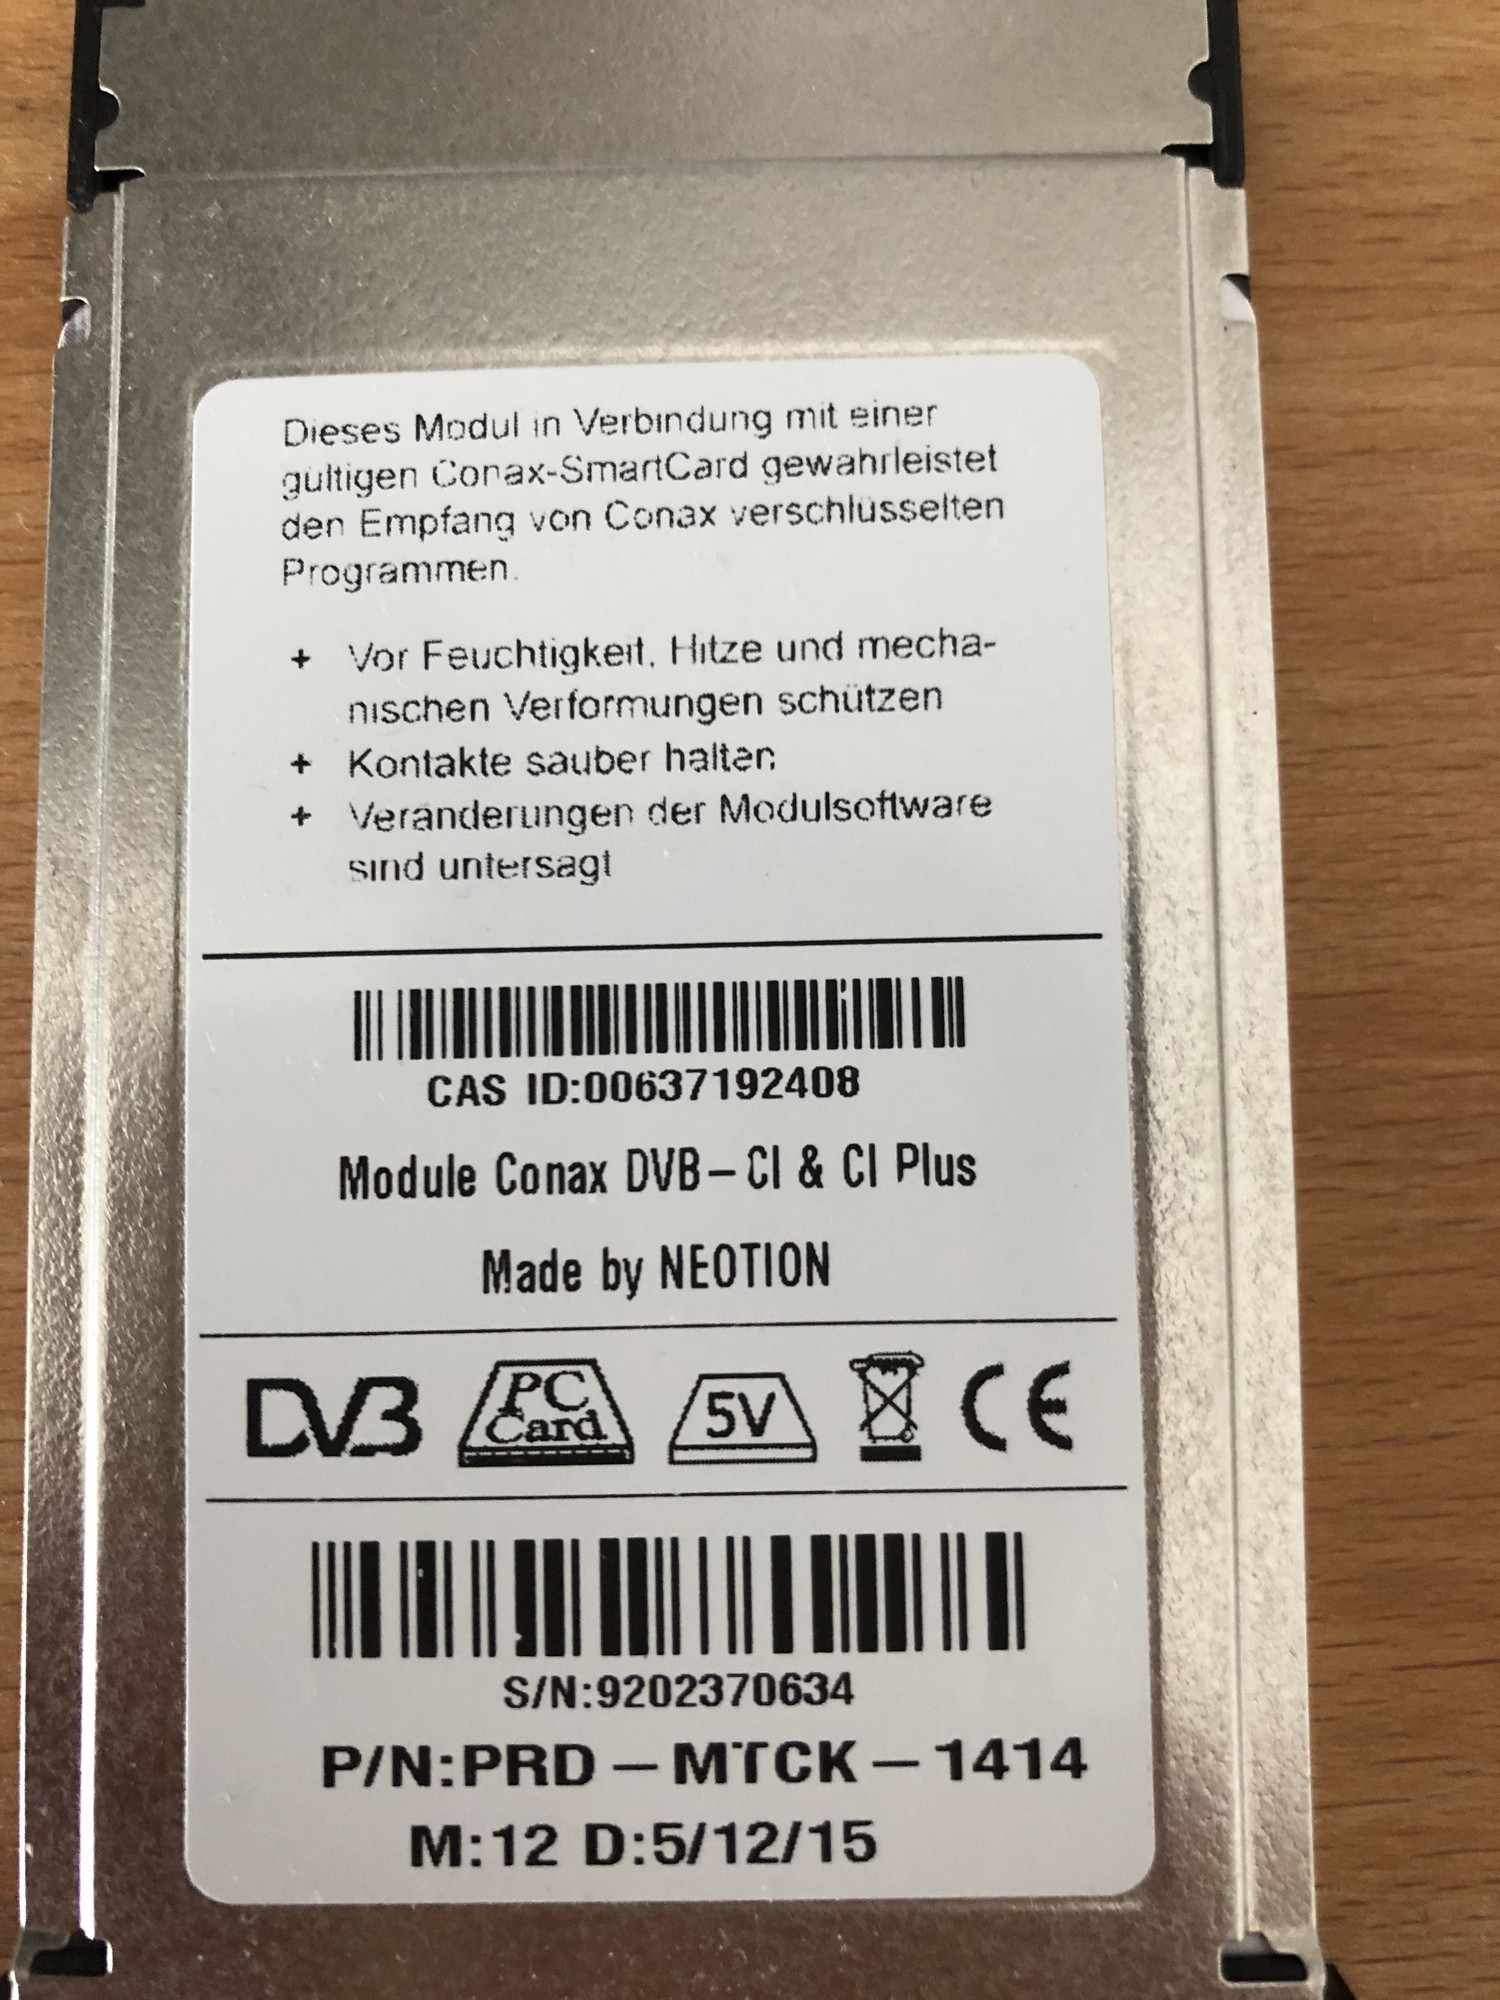 Dieses Modul in Verbindung mit einer
gültigen Conax-SmartCard gewährleistet
den Empfang von Conax verschlüsselten
Programmen.
+ Vor Feuchtigkeit, Hitze und mecha-
nischen Verformungen schützen
+ Kontakte sauber halten
+ Veränderungen der Modulsoftware
sind untersagt
CAS ID:00637192408
Module Conax DVB-CI & CI Plus
Made by NEOTION
DVB PC Card 5V CE
S/N:9202370634
P/N:PRD-MTCK-1414
M:12 D:5/12/15